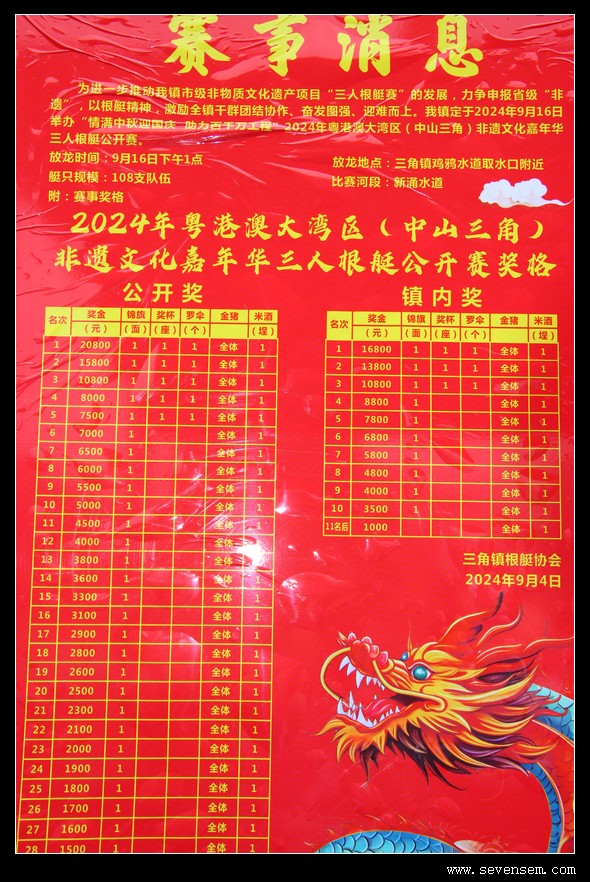 赛事消息
为进一步推动我镇市级非物质文化遗产项目“三人根艇赛”的发展，力争申报省级“非
遗”，以根艇精神，激励全镇干群团结协作、奋发图强、迎难而上。我镇定于2024年9月16日
举办“情满中秋迎国庆 助力百千万工程”2024年粤港澳大湾区（中山三角）非遗文化嘉年华
三人根艇公开赛。
放龙时间：9月16日下午1点
放龙地点：三角镇鸡鸦水道取水口附近
艇只规模：108支队伍
比赛河段：新涌水道
附：赛事奖格
2024年粤港澳大湾区（中山三角）
非遗文化嘉年华三人根艇公开赛奖格
公开奖
名次 奖金（元） 锦旗（面） 奖杯（座） 罗伞（个） 金猪 米酒（埕）
1 20800 1 1 1 全体 1
2 15800 1 1 1 全体 1
3 10800 1 1 1 全体 1
4 8000 1 1 1 全体 1
5 7500 1 1 1 全体 1
6 7000 1 全体 1
7 6500 1 全体 1
8 6000 1 全体 1
9 5500 1 全体 1
10 5000 1 全体 1
11 4500 1 全体 1
12 4000 1 全体 1
13 3800 1 全体 1
14 3600 1 全体 1
15 3300 1 全体 1
16 3100 1 全体 1
17 2900 1 全体 1
18 2800 1 全体 1
19 2600 1 全体 1
20 2500 1 全体 1
21 2300 1 全体 1
22 2100 1 全体 1
23 2000 1 全体 1
24 1900 1 全体 1
25 1800 1 全体 1
26 1700 1 全体 1
27 1600 1 全体 1
28 1500 1 全体 1
镇内奖
名次 奖金（元） 锦旗（面） 奖杯（座） 罗伞（个） 金猪 米酒（埕）
1 16800 1 1 1 全体 1
2 13800 1 1 1 全体 1
3 10800 1 1 1 全体 1
4 8800 1 全体 1
5 7800 1 全体 1
6 6800 1 全体 1
7 5800 1 全体 1
8 4800 1 全体 1
9 4000 1 全体 1
10 3500 1 全体 1
11名后 1000 全体 1
三角镇根艇协会
2024年9月4日
www.sevensem.com